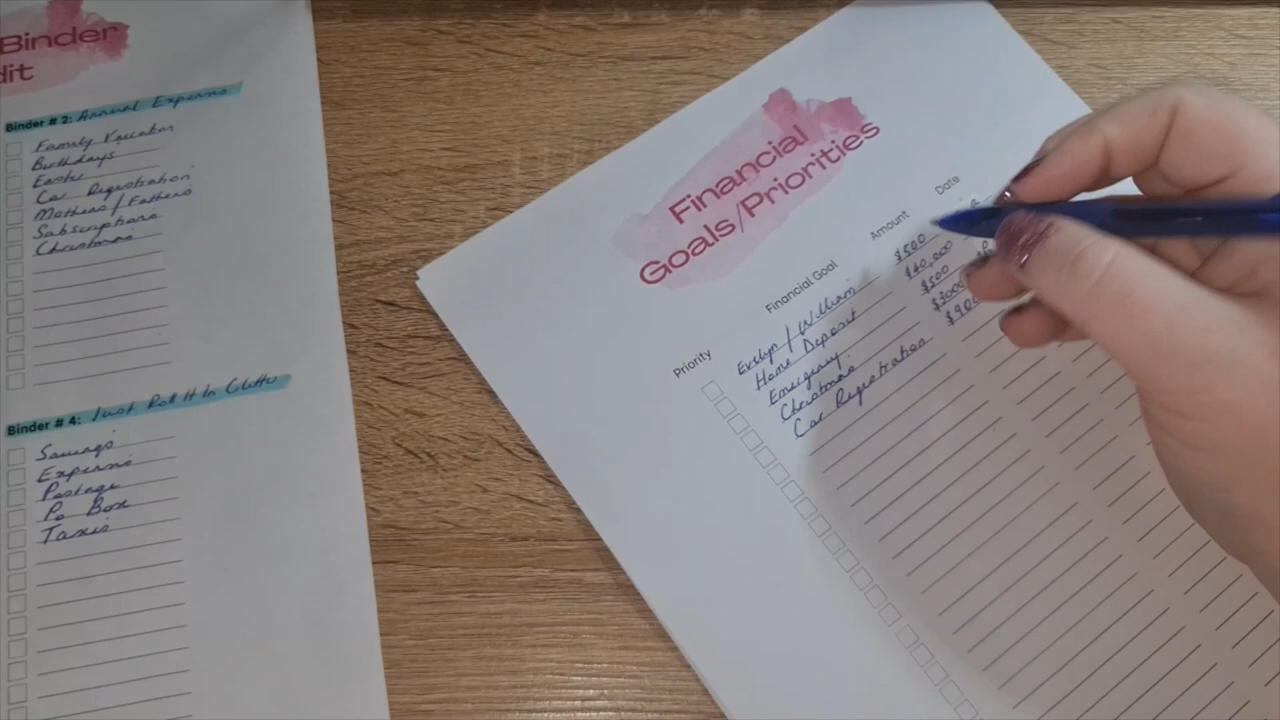 Binder
dit
Binder # 2: Annual Expenses
Family Vacation
Birthdays
Easter
Car Registration
Mothers / Fathers
Subscriptions
Christmas
Binder # 4: Just Roll It In Glitter
Savings
Expenses
Postage
Po Box
Taxes
Financial
Goals/Priorities
Priority Financial Goal Amount Date
Evelyn / William $500
Home Deposit $40,000
Emergency $500
Christmas $3000
Car Registration $900